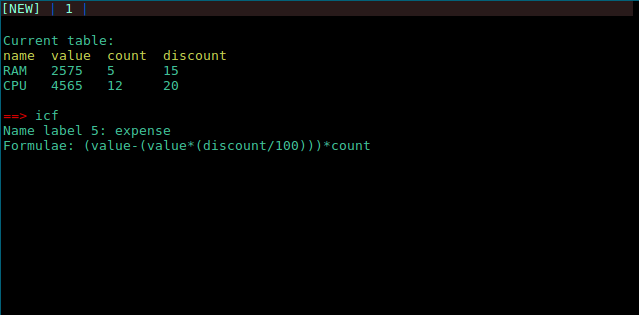 [NEW] | 1 |
Current table:
name value count discount
RAM 2575 5 15
CPU 4565 12 20
==> icf
Name label 5: expense
Formulae: (value-(value*(discount/100)))*count